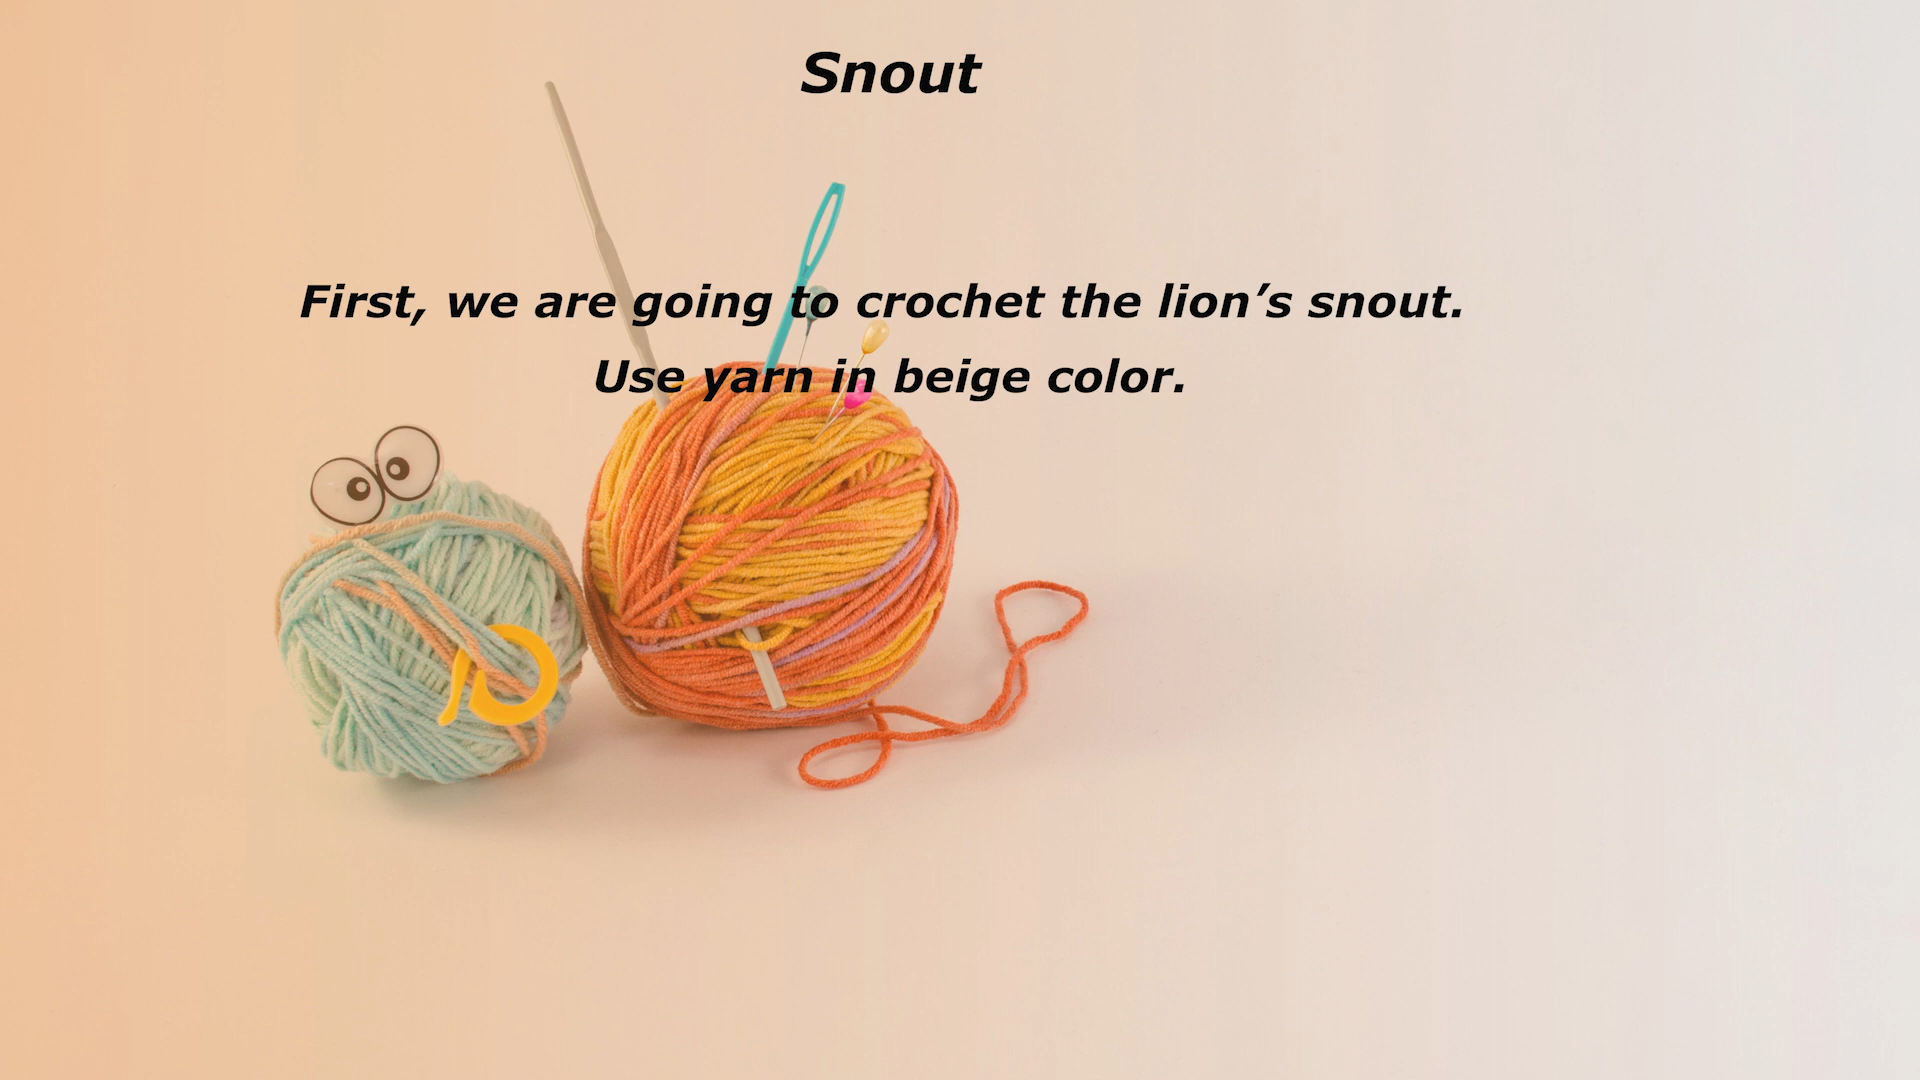 Snout
First, we are going to crochet the lion’s snout.
Use yarn in beige color.